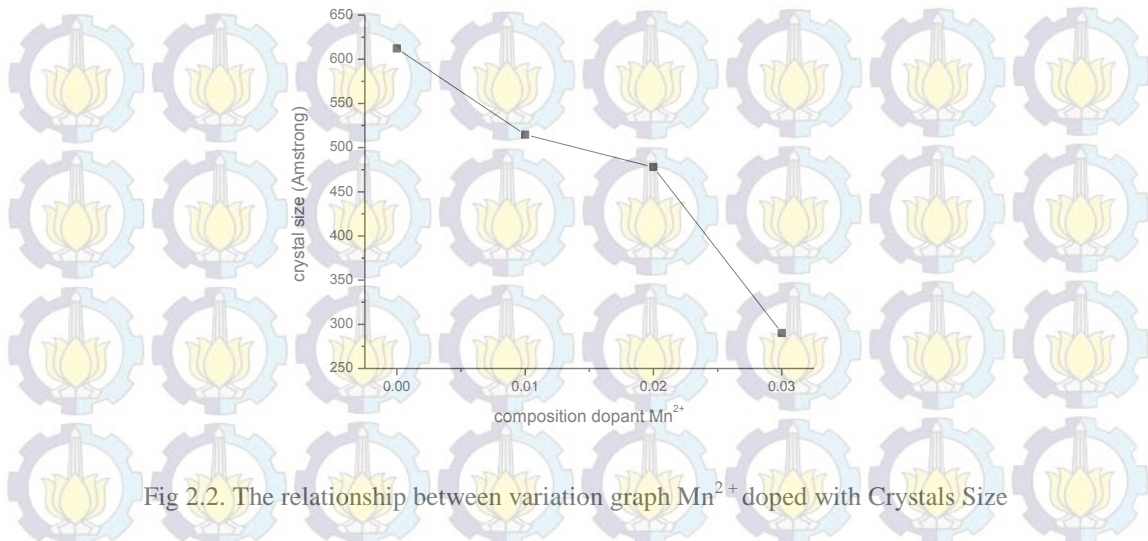 650
600
550
500
450
400
350
300
250
crystal size (Amstrong)
0.00 0.01 0.02 0.03
composition dopant Mn²⁺
Fig 2.2. The relationship between variation graph Mn²⁺ doped with Crystals Size